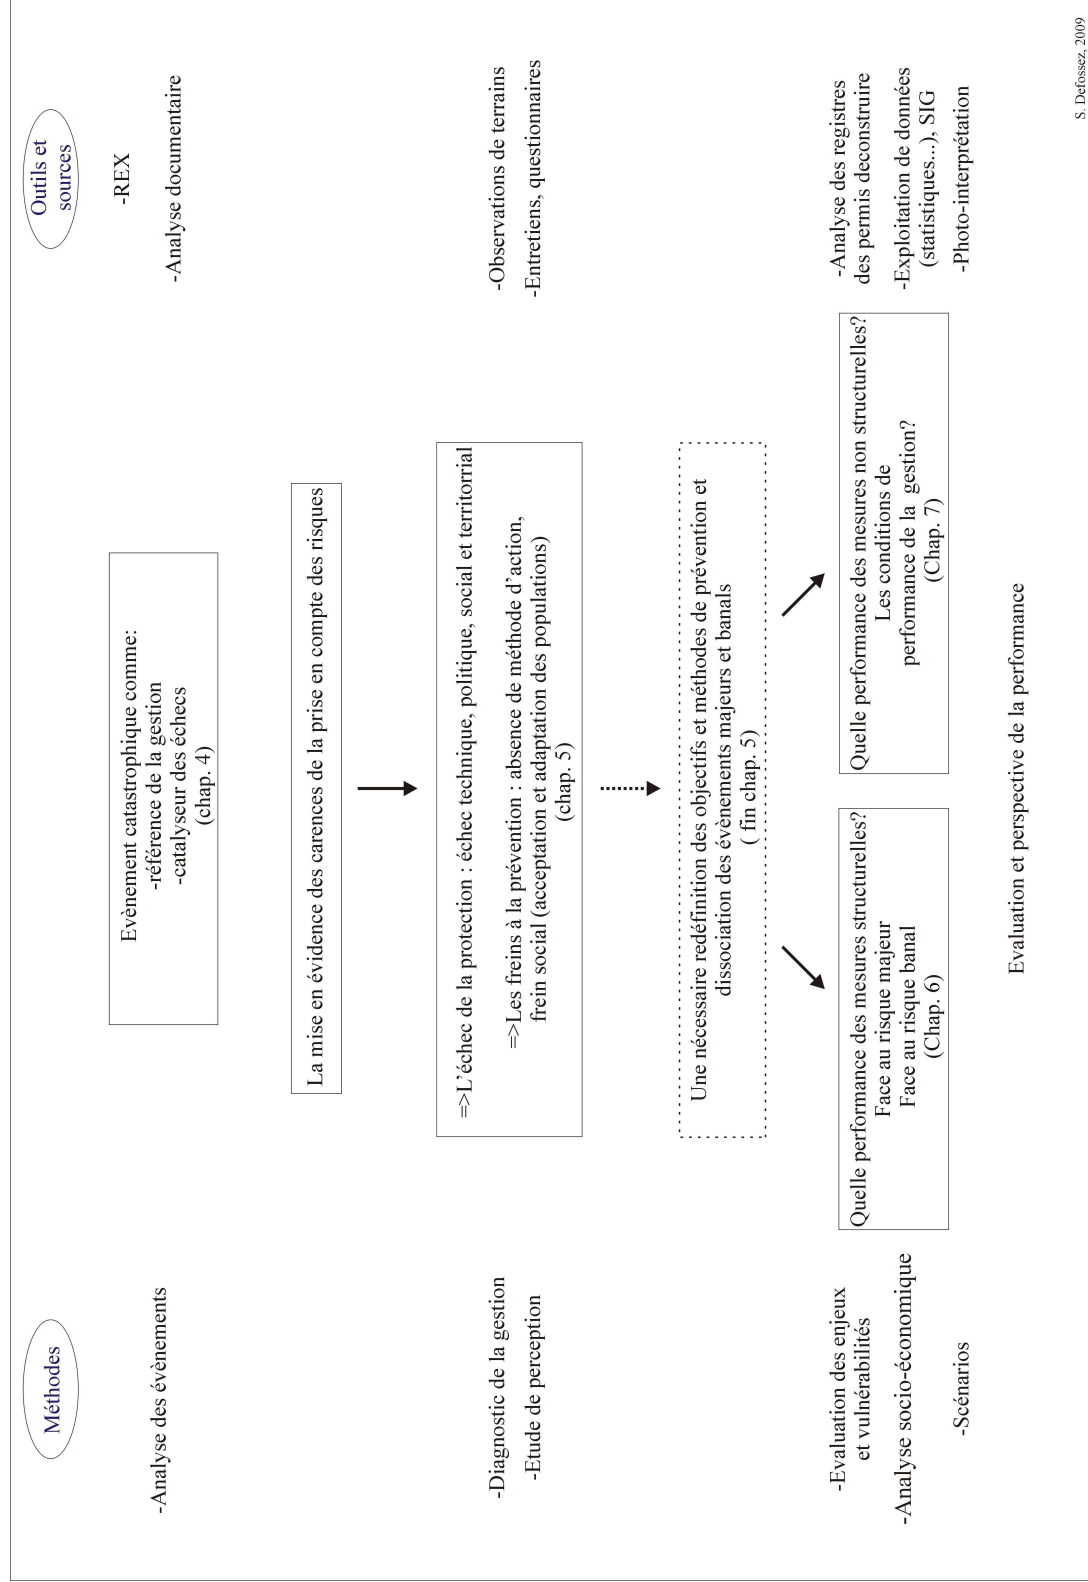 Méthodes
Outils et
sources
-Analyse des évènements
Evènement catastrophique comme:
-référence de la gestion
-catalyseur des échecs
(chap. 4)
-REX
-Analyse documentaire
La mise en évidence des carences de la prise en compte des risques
-Diagnostic de la gestion
-Etude de perception
=>L'échec de la protection : échec technique, politique, social et territorrial
=>Les freins à la prévention : absence de méthode d'action,
frein social (acceptation et adaptation des populations)
(chap. 5)
-Observations de terrains
-Entretiens, questionnaires
Une nécessaire redéfinition des objectifs et méthodes de prévention et
dissociation des évènements majeurs et banals
( fin chap. 5)
-Evaluation des enjeux
et vulnérabilités
-Analyse socio-économique
-Scénarios
Quelle performance des mesures structurelles?
Face au risque majeur
Face au risque banal
(Chap. 6)
Quelle performance des mesures non structurelles?
Les conditions de
performance de la gestion?
(Chap. 7)
-Analyse des registres
des permis deconstruire
-Exploitation de données
(statistiques...), SIG
-Photo-interprétation
Evaluation et perspective de la performance
S. Defossez, 2009